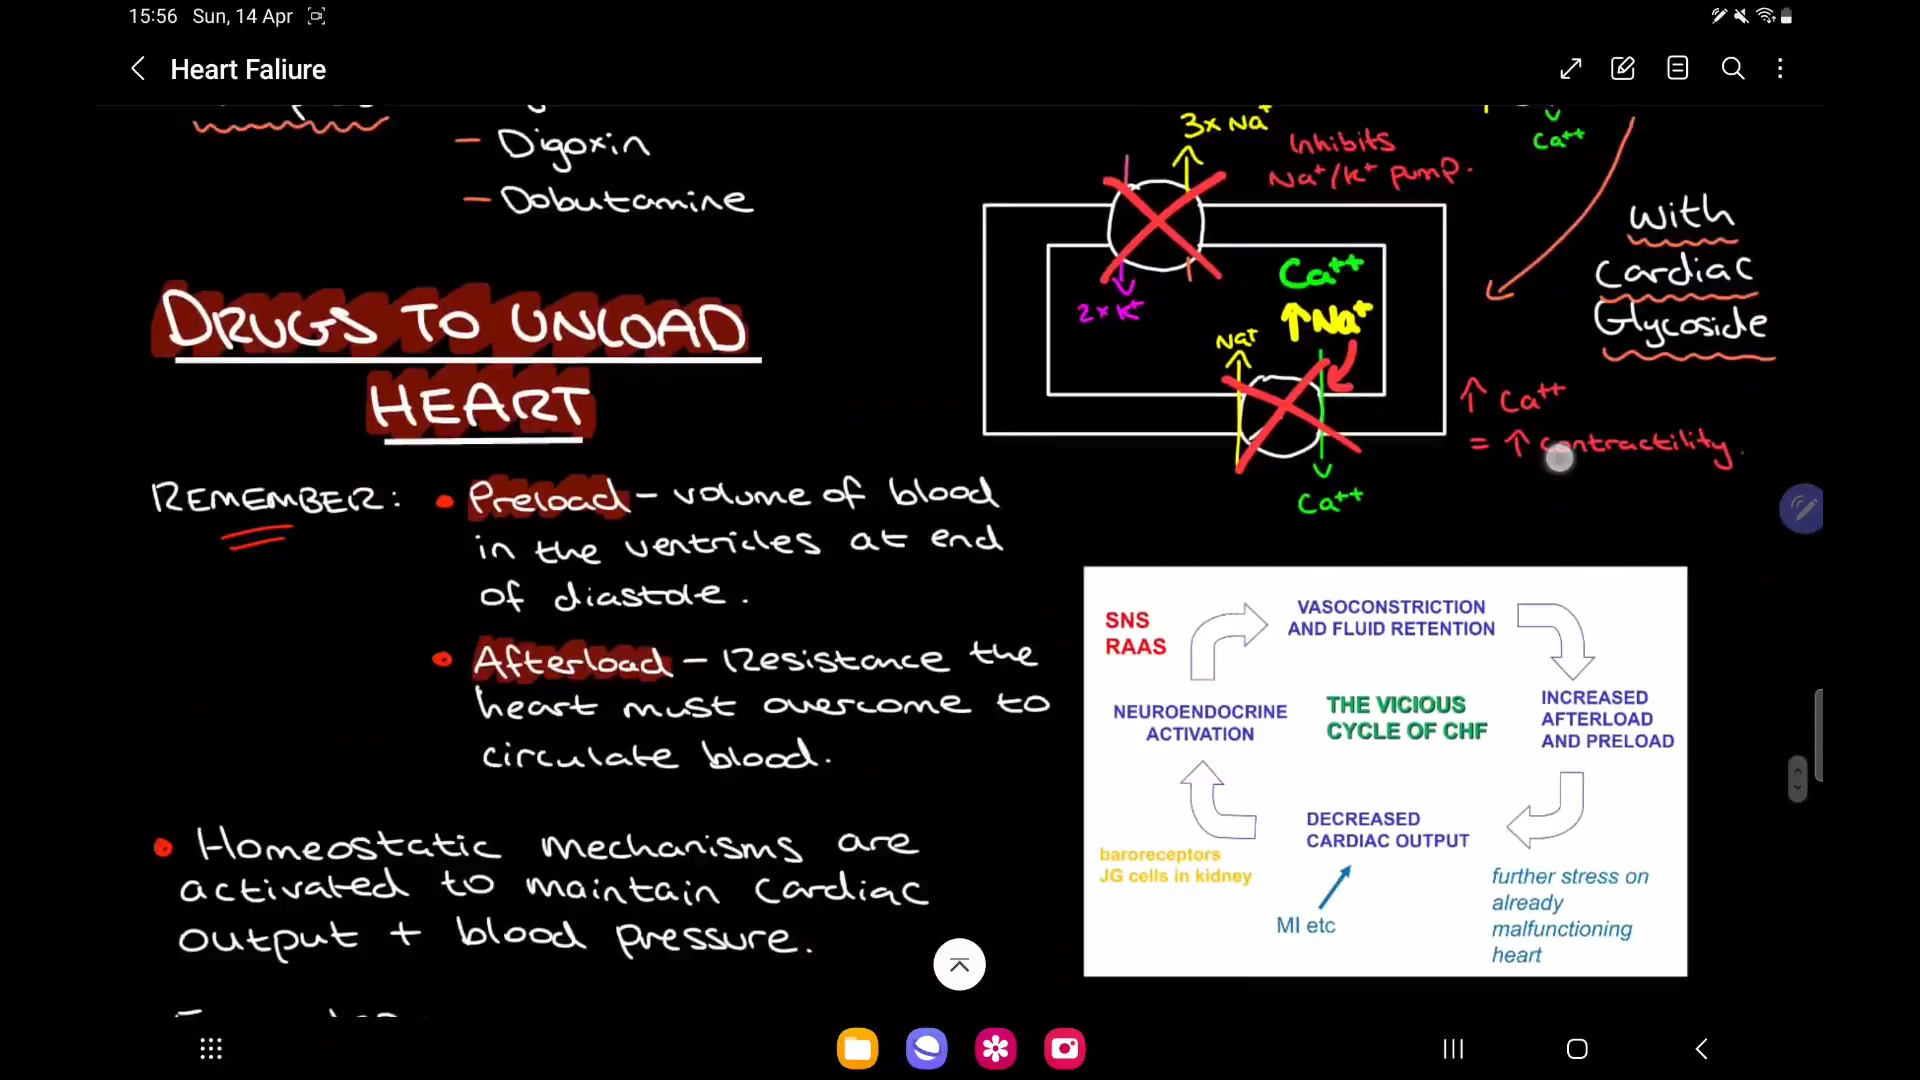 15:56 Sun, 14 Apr
Heart Faliure
- Digoxin
- Dobutamine
DRUGS TO UNLOAD
HEART
REMEMBER:
• Preload - volume of blood
in the ventricles at end
of diastole.
• Afterload - Resistance the
heart must overcome to
circulate blood.
• Homeostatic mechanisms are
activated to maintain cardiac
output + blood pressure.
3x Na+
Inhibits
Na+/K+ pump.
Ca++
With
Cardiac
Glycoside
2x K+
Ca++
↑Na+
Na+
Ca++
↑ Ca++
= ↑ contractility.
SNS
RAAS
VASOCONSTRICTION
AND FLUID RETENTION
NEUROENDOCRINE
ACTIVATION
THE VICIOUS
CYCLE OF CHF
INCREASED
AFTERLOAD
AND PRELOAD
DECREASED
CARDIAC OUTPUT
baroreceptors
JG cells in kidney
MI etc
further stress on
already
malfunctioning
heart